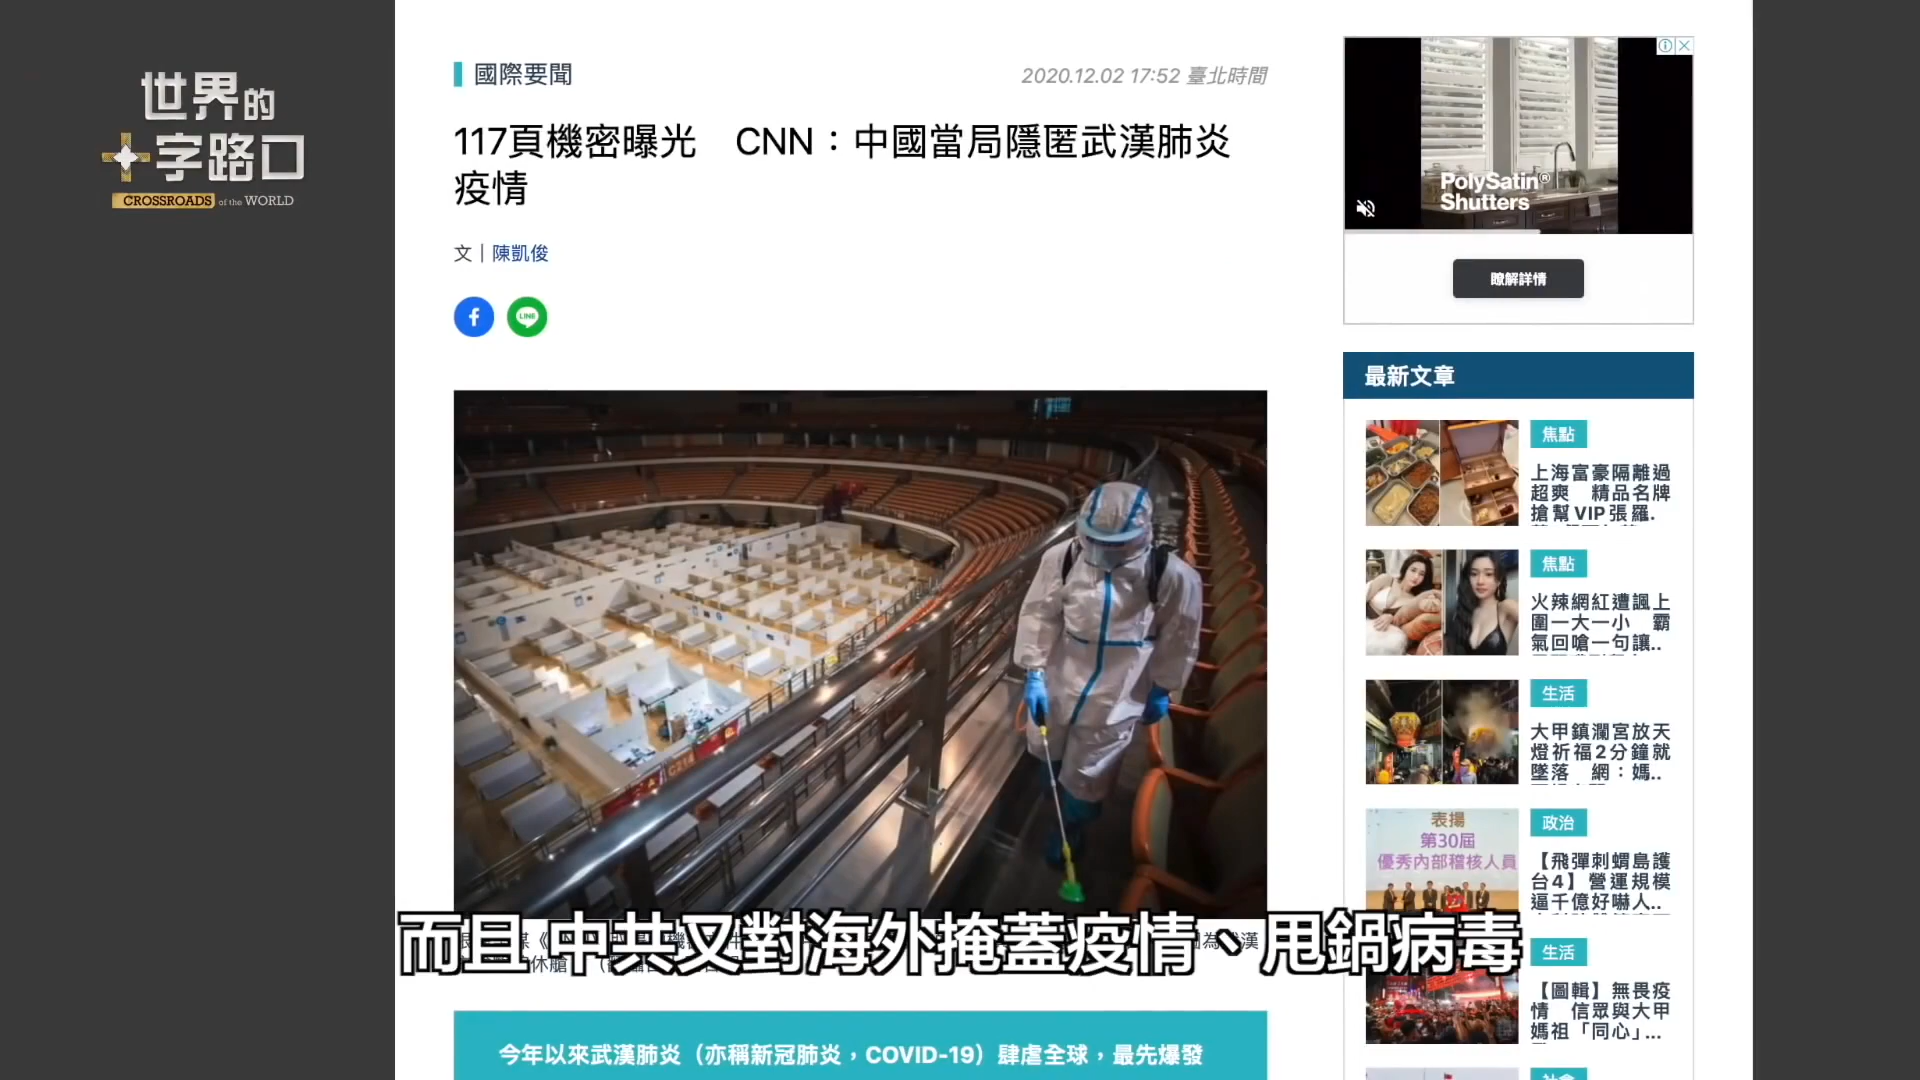 世界的
十字路口
CROSSROADS of the WORLD
國際要聞
2020.12.02 17:52 臺北時間
117頁機密曝光　CNN：中國當局隱匿武漢肺炎
疫情
文｜陳凱俊
LINE
C214
而且 中共又對海外掩蓋疫情、甩鍋病毒
今年以來武漢肺炎（亦稱新冠肺炎，COVID-19）肆虐全球，最先爆發
PolySatin®
Shutters
瞭解詳情
最新文章
焦點
上海富豪隔離過
超爽　精品名牌
搶幫VIP張羅.
焦點
火辣網紅遭諷上
圍一大一小　霸
氣回嗆一句讓..
生活
大甲鎮瀾宮放天
燈祈福2分鐘就
墜落　網：媽..
表揚
第30屆
優秀內部稽核人員
政治
【飛彈刺蝟島護
台4】營運規模
逼千億好嚇人..
生活
【圖輯】無畏疫
情　信眾與大甲
媽祖「同心」...